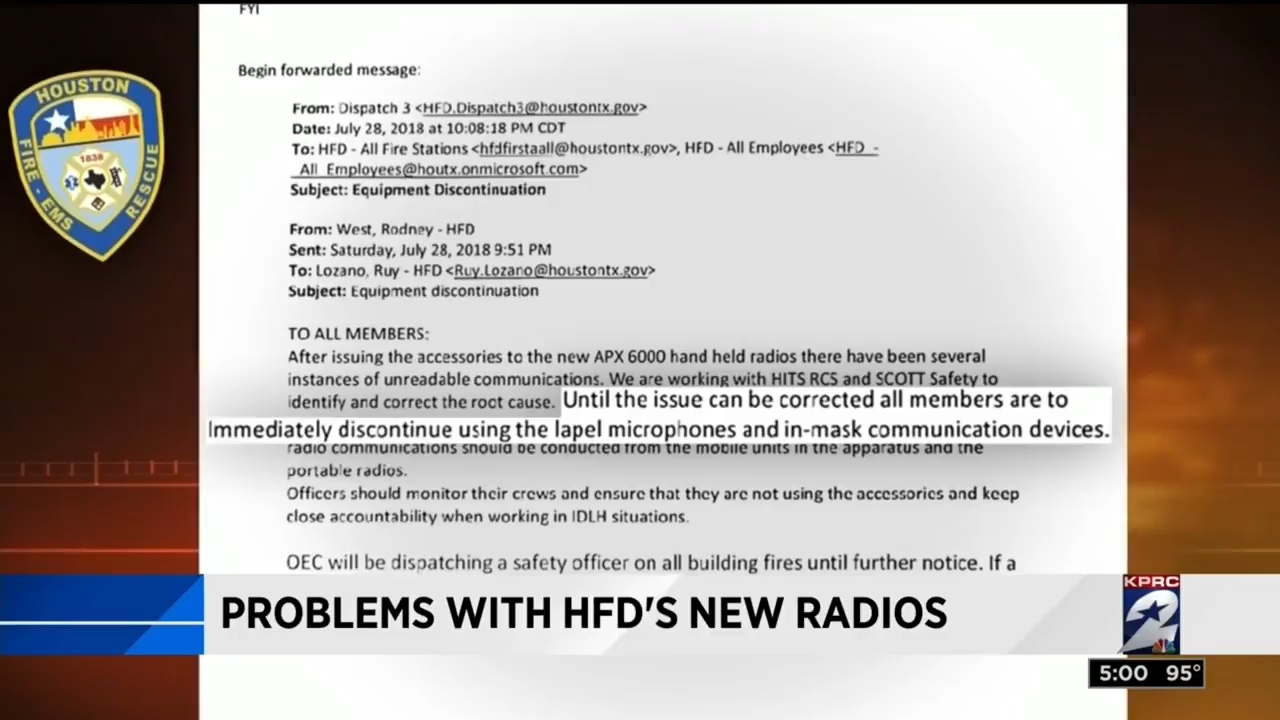 FYI
Begin forwarded message:
From: Dispatch 3 <HFD.Dispatch3@houstontx.gov>
Date: July 28, 2018 at 10:08:18 PM CDT
To: HFD - All Fire Stations <hfdfirstaall@houstontx.gov>, HFD - All Employees <HFD_-
_All_Employees@houtx.onmicrosoft.com>
Subject: Equipment Discontinuation
From: West, Rodney - HFD
Sent: Saturday, July 28, 2018 9:51 PM
To: Lozano, Ruy - HFD <Ruy.Lozano@houstontx.gov>
Subject: Equipment discontinuation
TO ALL MEMBERS:
After issuing the accessories to the new APX 6000 hand held radios there have been several
instances of unreadable communications. We are working with HITS RCS and SCOTT Safety to
identify and correct the root cause. Until the issue can be corrected all members are to
Immediately discontinue using the lapel microphones and in-mask communication devices.
radio communications should be conducted from the mobile units in the apparatus and the
portable radios.
Officers should monitor their crews and ensure that they are not using the accessories and keep
close accountability when working in IDLH situations.
OEC will be dispatching a safety officer on all building fires until further notice. If a
HOUSTON
FIRE - EMS
RESCUE
1838
PROBLEMS WITH HFD'S NEW RADIOS
KPRC
2
5:00 95°